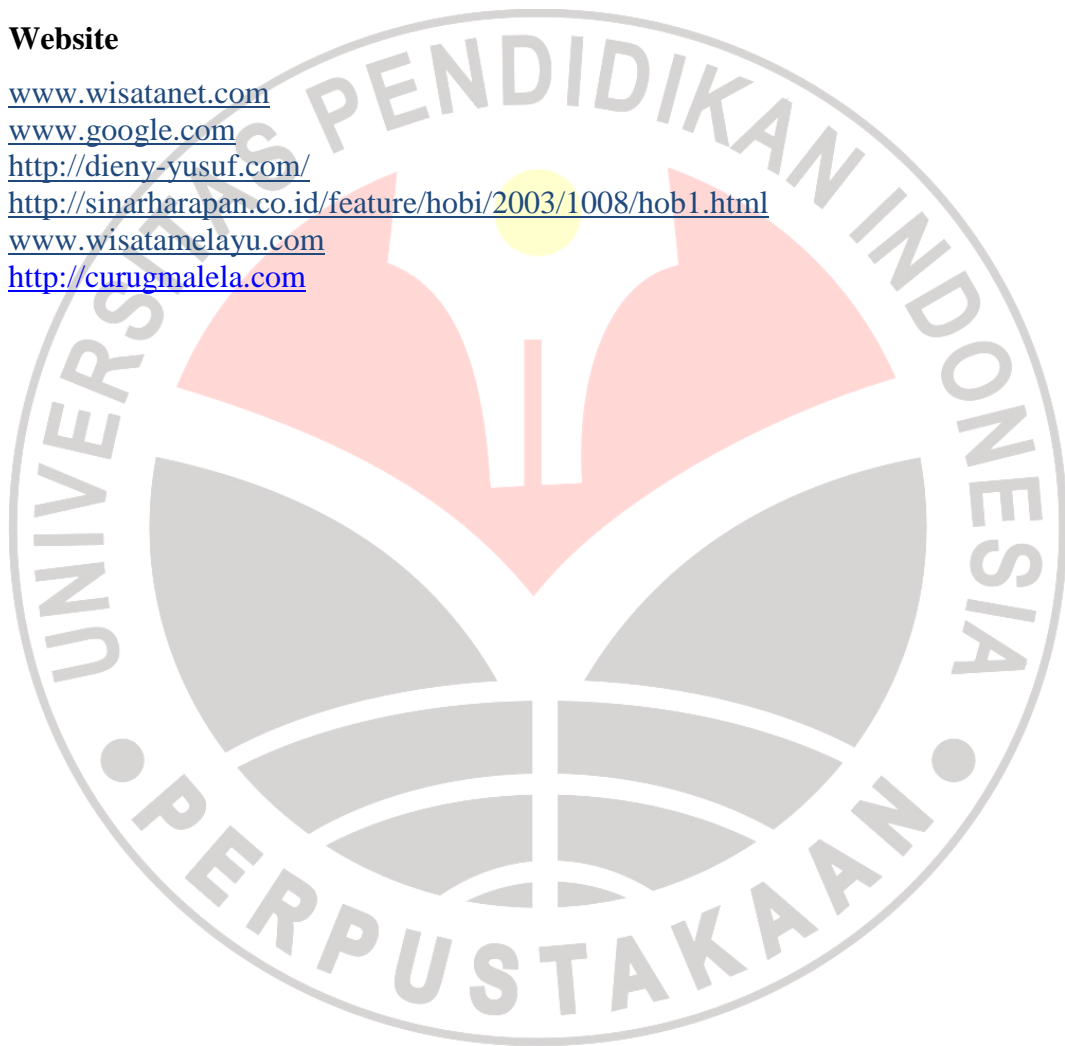 Website
www.wisatanet.com
www.google.com
http://dieny-yusuf.com/
http://sinarharapan.co.id/feature/hobi/2003/1008/hob1.html
www.wisatamelayu.com
http://curugmalela.com
UNIVERSITAS PENDIDIKAN INDONESIA
PERPUSTAKAAN